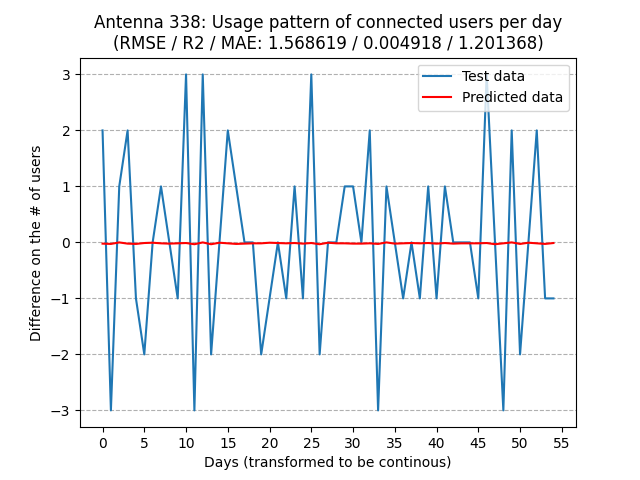 Antenna 338: Usage pattern of connected users per day
(RMSE / R2 / MAE: 1.568619 / 0.004918 / 1.201368)
Test data
Predicted data
Difference on the # of users
3
2
1
0
−1
−2
−3
0 5 10 15 20 25 30 35 40 45 50 55
Days (transformed to be continous)